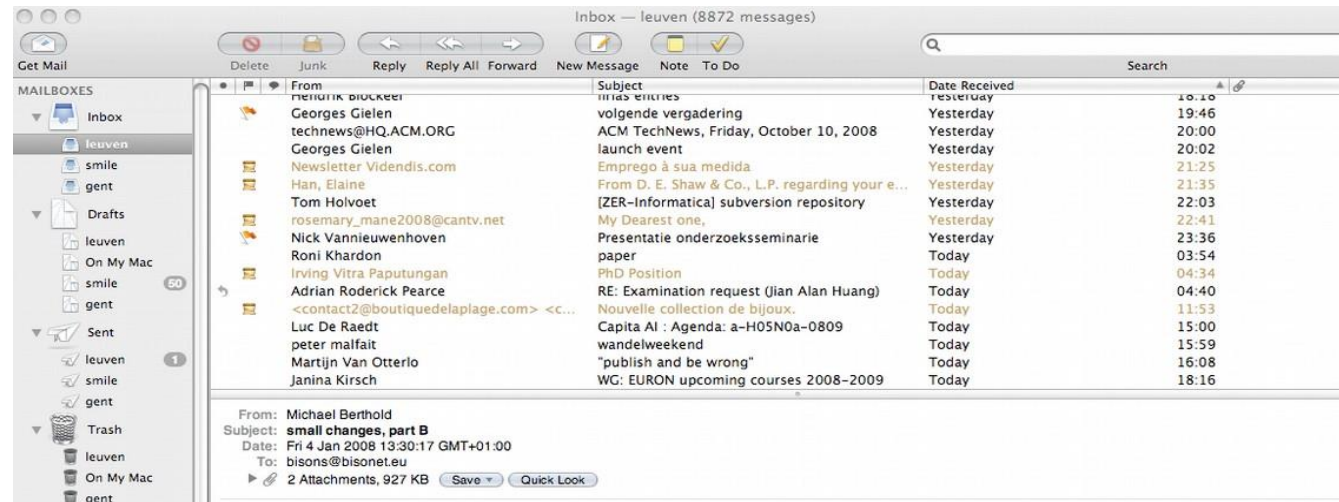 Inbox — leuven (8872 messages)
Get Mail
Delete Junk Reply Reply All Forward New Message Note To Do Search
MAILBOXES
Inbox
leuven
smile
gent
Drafts
leuven
On My Mac
smile 50
gent
Sent
leuven 1
smile
gent
Trash
leuven
On My Mac
gent
From Subject Date Received
Hendrik Blockeel firias entries Yesterday 18:18
Georges Gielen volgende vergadering Yesterday 19:46
technews@HQ.ACM.ORG ACM TechNews, Friday, October 10, 2008 Yesterday 20:00
Georges Gielen launch event Yesterday 20:02
Newsletter Videndis.com Emprego à sua medida Yesterday 21:25
Han, Elaine From D. E. Shaw & Co., L.P. regarding your e... Yesterday 21:35
Tom Holvoet [ZER-Informatica] subversion repository Yesterday 22:03
rosemary_mane2008@cantv.net My Dearest one, Yesterday 22:41
Nick Vannieuwenhoven Presentatie onderzoeksseminarie Yesterday 23:36
Roni Khardon paper Today 03:54
Irving Vitra Paputungan PhD Position Today 04:34
Adrian Roderick Pearce RE: Examination request (Jian Alan Huang) Today 04:40
<contact2@boutiquedelaplage.com> <c... Nouvelle collection de bijoux. Today 11:53
Luc De Raedt Capita AI : Agenda: a-H05N0a-0809 Today 15:00
peter malfait wandelweekend Today 15:59
Martijn Van Otterlo "publish and be wrong" Today 16:08
Janina Kirsch WG: EURON upcoming courses 2008-2009 Today 18:16
From: Michael Berthold
Subject: small changes, part B
Date: Fri 4 Jan 2008 13:30:17 GMT+01:00
To: bisons@bisonet.eu
2 Attachments, 927 KB Save Quick Look